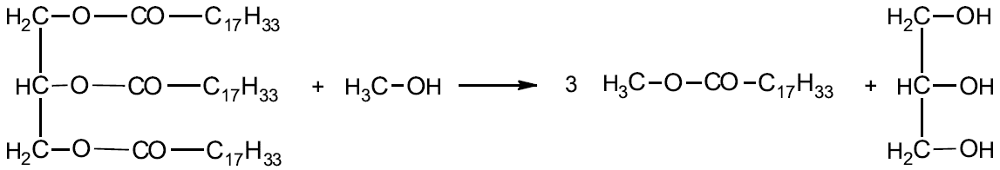 H2C—O—CO—C17H33 H2C—OH
HC—O—CO—C17H33 + H3C—OH ⟶ 3 H3C—O—CO—C17H33 + HC—OH
H2C—O—CO—C17H33 H2C—OH